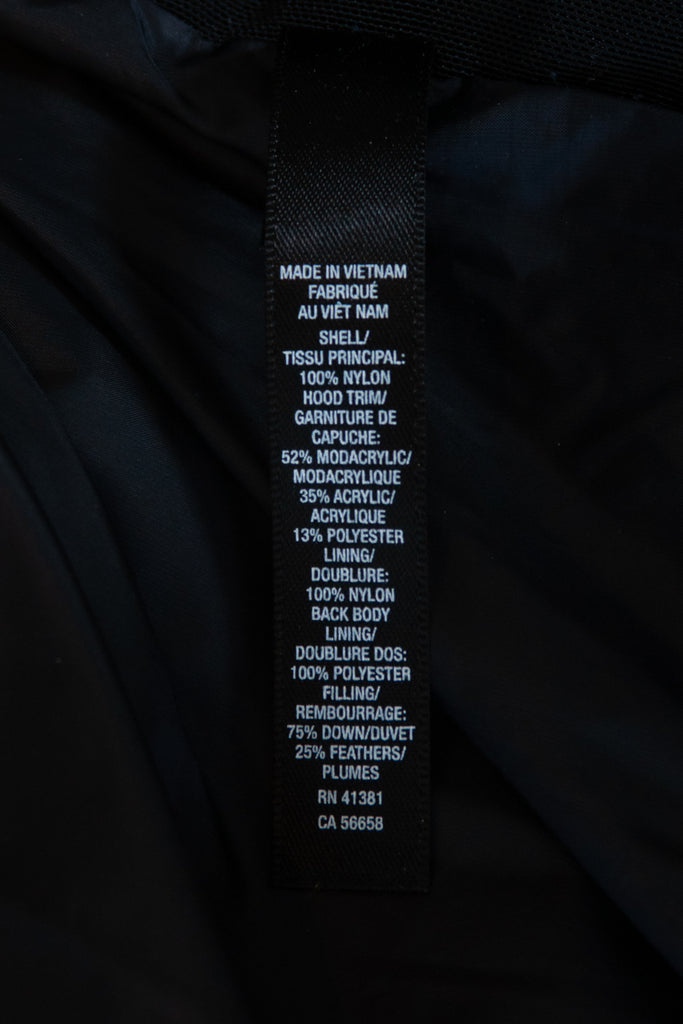 MADE IN VIETNAM
FABRIQUÉ
AU VIÊT NAM
SHELL/
TISSU PRINCIPAL:
100% NYLON
HOOD TRIM/
GARNITURE DE
CAPUCHE:
52% MODACRYLIC/
MODACRYLIQUE
35% ACRYLIC/
ACRYLIQUE
13% POLYESTER
LINING/
DOUBLURE:
100% NYLON
BACK BODY
LINING/
DOUBLURE DOS:
100% POLYESTER
FILLING/
REMBOURRAGE:
75% DOWN/DUVET
25% FEATHERS/
PLUMES
RN 41381
CA 56658